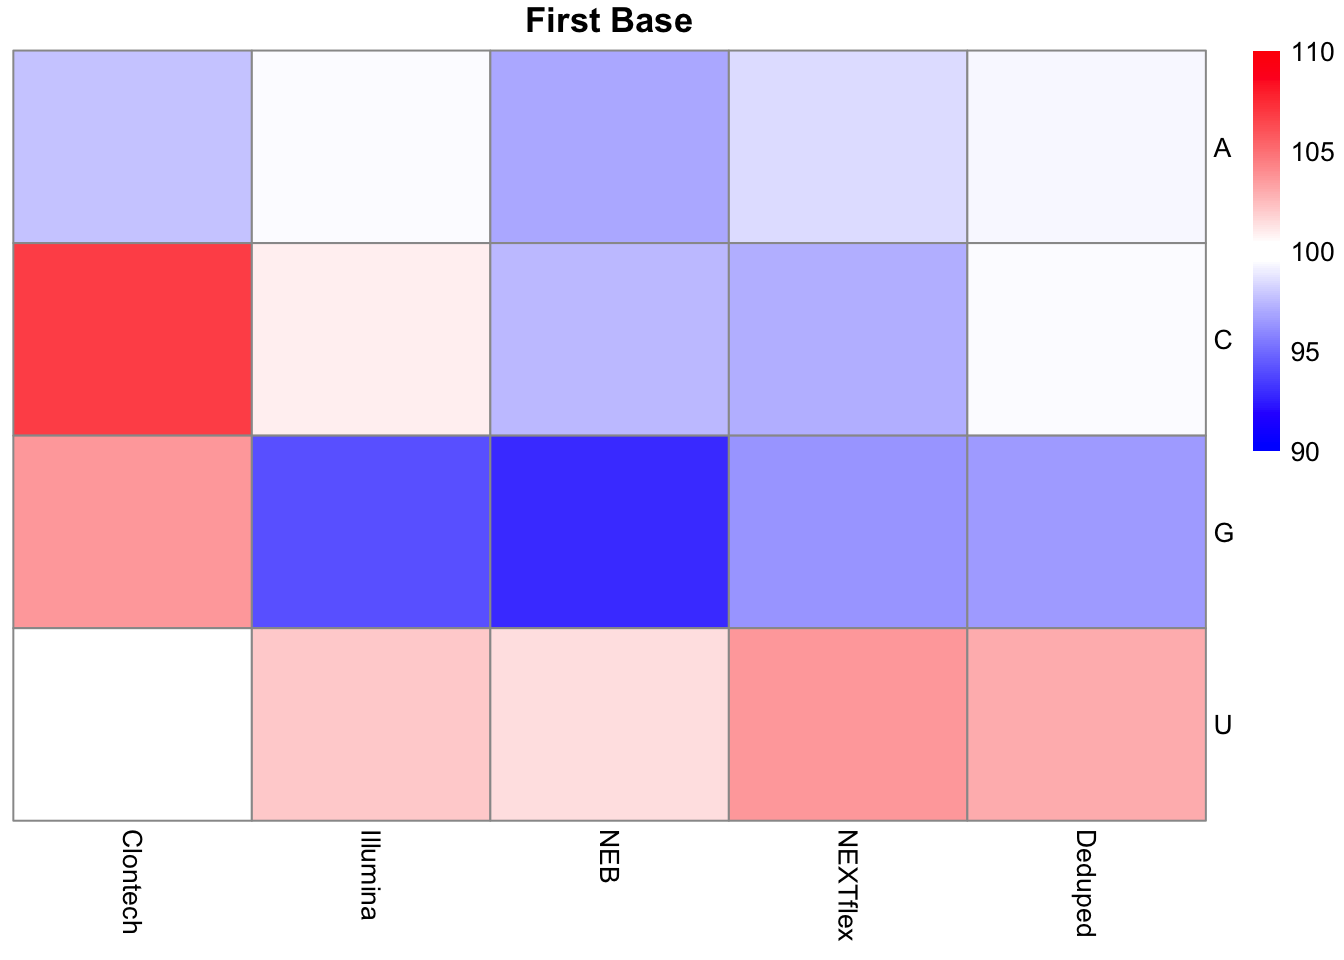 First Base
110
105
100
95
90
A
C
G
U
Clontech
Illumina
NEB
NEXTflex
Deduped